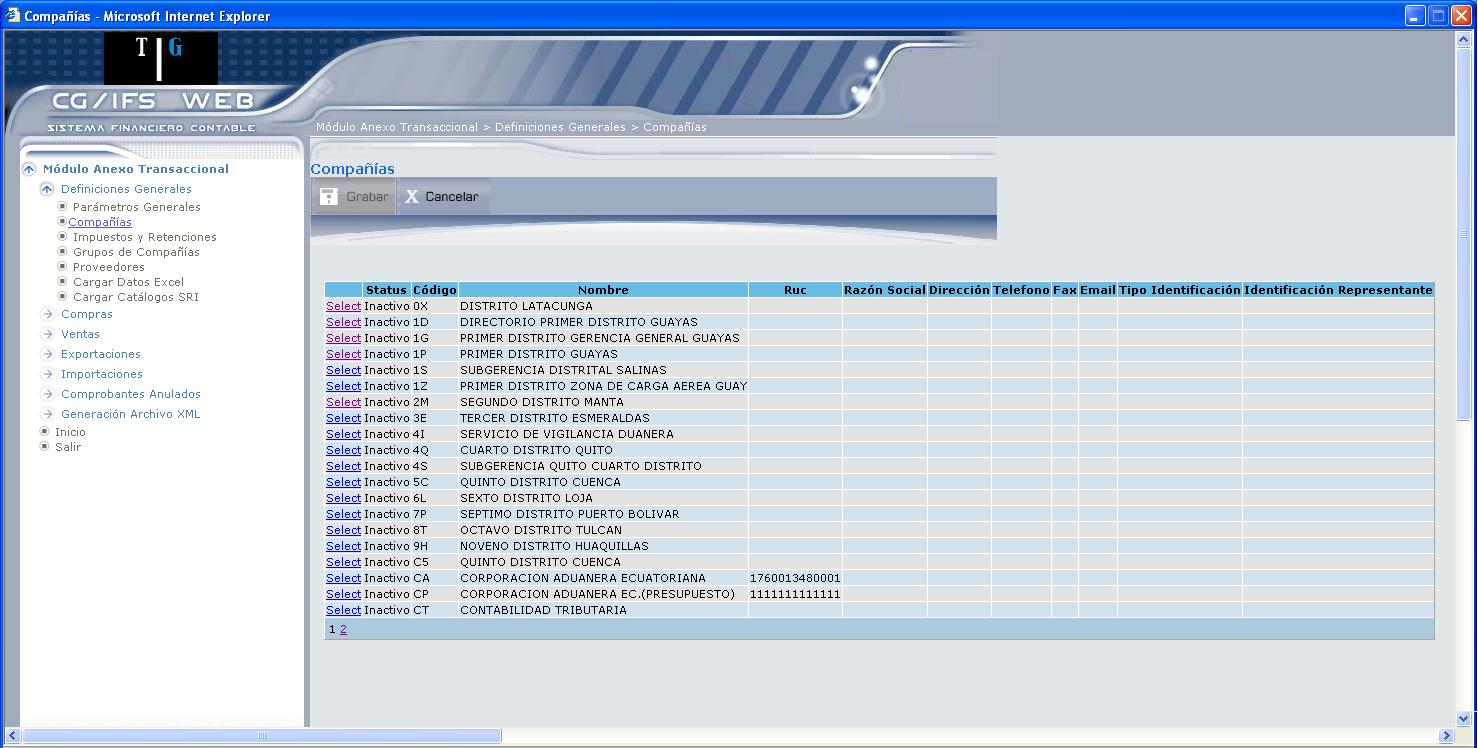 Compañías - Microsoft Internet Explorer
T G
CG/IFS WEB
SISTEMA FINANCIERO CONTABLE
Módulo Anexo Transaccional > Definiciones Generales > Compañías
Módulo Anexo Transaccional
Definiciones Generales
Parámetros Generales
Compañías
Impuestos y Retenciones
Grupos de Compañías
Proveedores
Cargar Datos Excel
Cargar Catálogos SRI
Compras
Ventas
Exportaciones
Importaciones
Comprobantes Anulados
Generación Archivo XML
Inicio
Salir
Compañías
Grabar X Cancelar
Status Código Nombre Ruc Razón Social Dirección Telefono Fax Email Tipo Identificación Identificación Representante
Select Inactivo 0X DISTRITO LATACUNGA
Select Inactivo 1D DIRECTORIO PRIMER DISTRITO GUAYAS
Select Inactivo 1G PRIMER DISTRITO GERENCIA GENERAL GUAYAS
Select Inactivo 1P PRIMER DISTRITO GUAYAS
Select Inactivo 1S SUBGERENCIA DISTRITAL SALINAS
Select Inactivo 1Z PRIMER DISTRITO ZONA DE CARGA AEREA GUAY
Select Inactivo 2M SEGUNDO DISTRITO MANTA
Select Inactivo 3E TERCER DISTRITO ESMERALDAS
Select Inactivo 4I SERVICIO DE VIGILANCIA DUANERA
Select Inactivo 4Q CUARTO DISTRITO QUITO
Select Inactivo 4S SUBGERENCIA QUITO CUARTO DISTRITO
Select Inactivo 5C QUINTO DISTRITO CUENCA
Select Inactivo 6L SEXTO DISTRITO LOJA
Select Inactivo 7P SEPTIMO DISTRITO PUERTO BOLIVAR
Select Inactivo 8T OCTAVO DISTRITO TULCAN
Select Inactivo 9H NOVENO DISTRITO HUAQUILLAS
Select Inactivo C5 QUINTO DISTRITO CUENCA
Select Inactivo CA CORPORACION ADUANERA ECUATORIANA 1760013480001
Select Inactivo CP CORPORACION ADUANERA EC.(PRESUPUESTO) 1111111111111
Select Inactivo CT CONTABILIDAD TRIBUTARIA
1 2